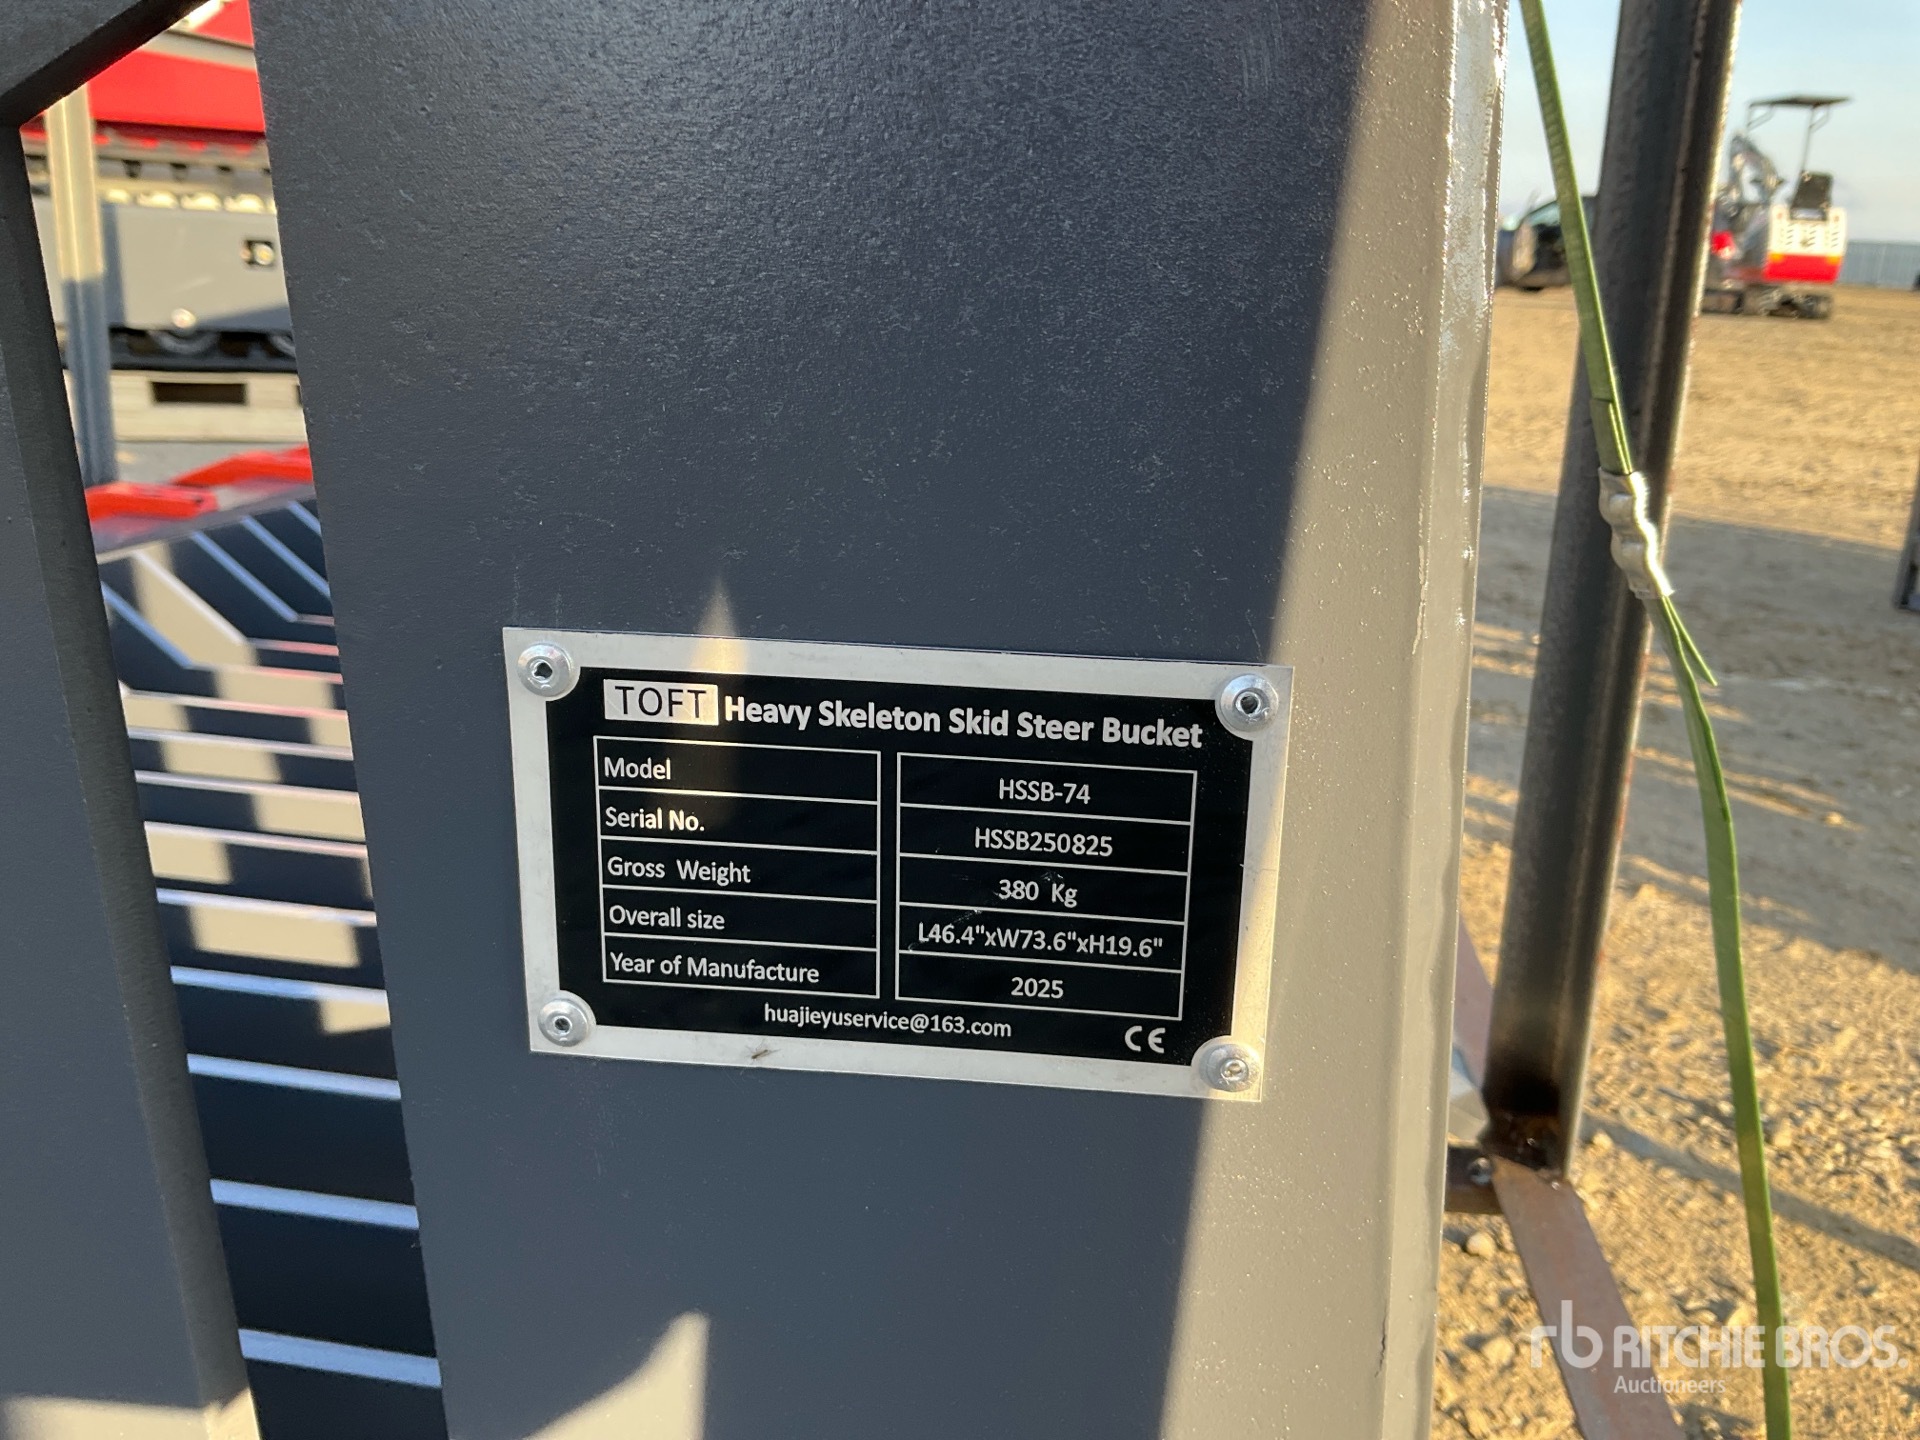 TOFT Heavy Skeleton Skid Steer Bucket
Model HSSB-74
Serial No. HSSB250825
Gross Weight 380 Kg
Overall size L46.4"xW73.6"xH19.6"
Year of Manufacture 2025
huajieyuservice@163.com
CE
rb RITCHIE BROS.
Auctioneers